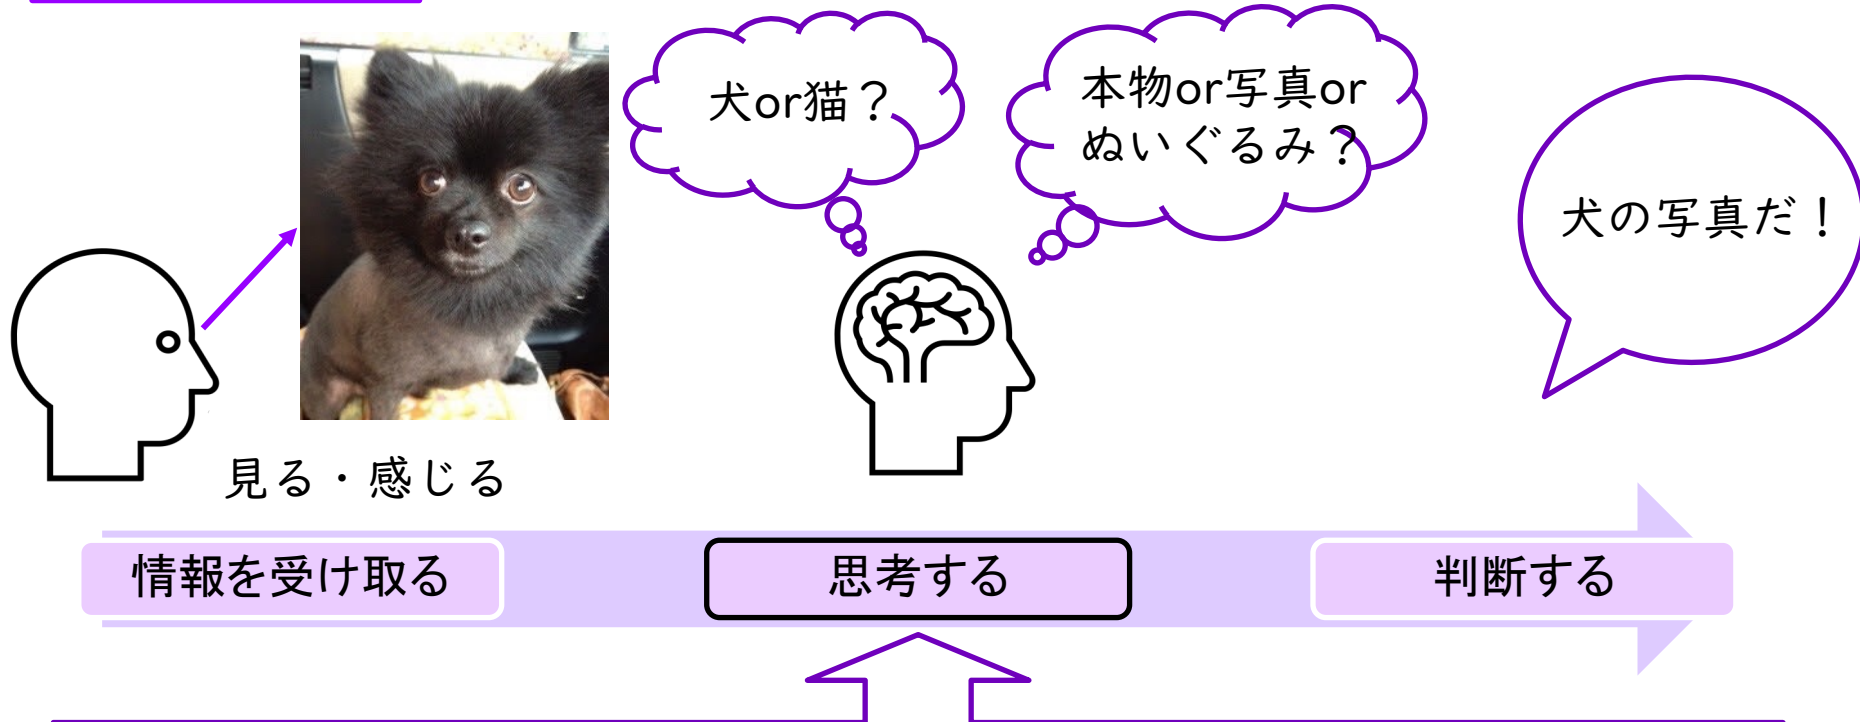 犬or猫？
本物or写真or
ぬいぐるみ？
犬の写真だ！
見る・感じる
情報を受け取る
思考する
判断する